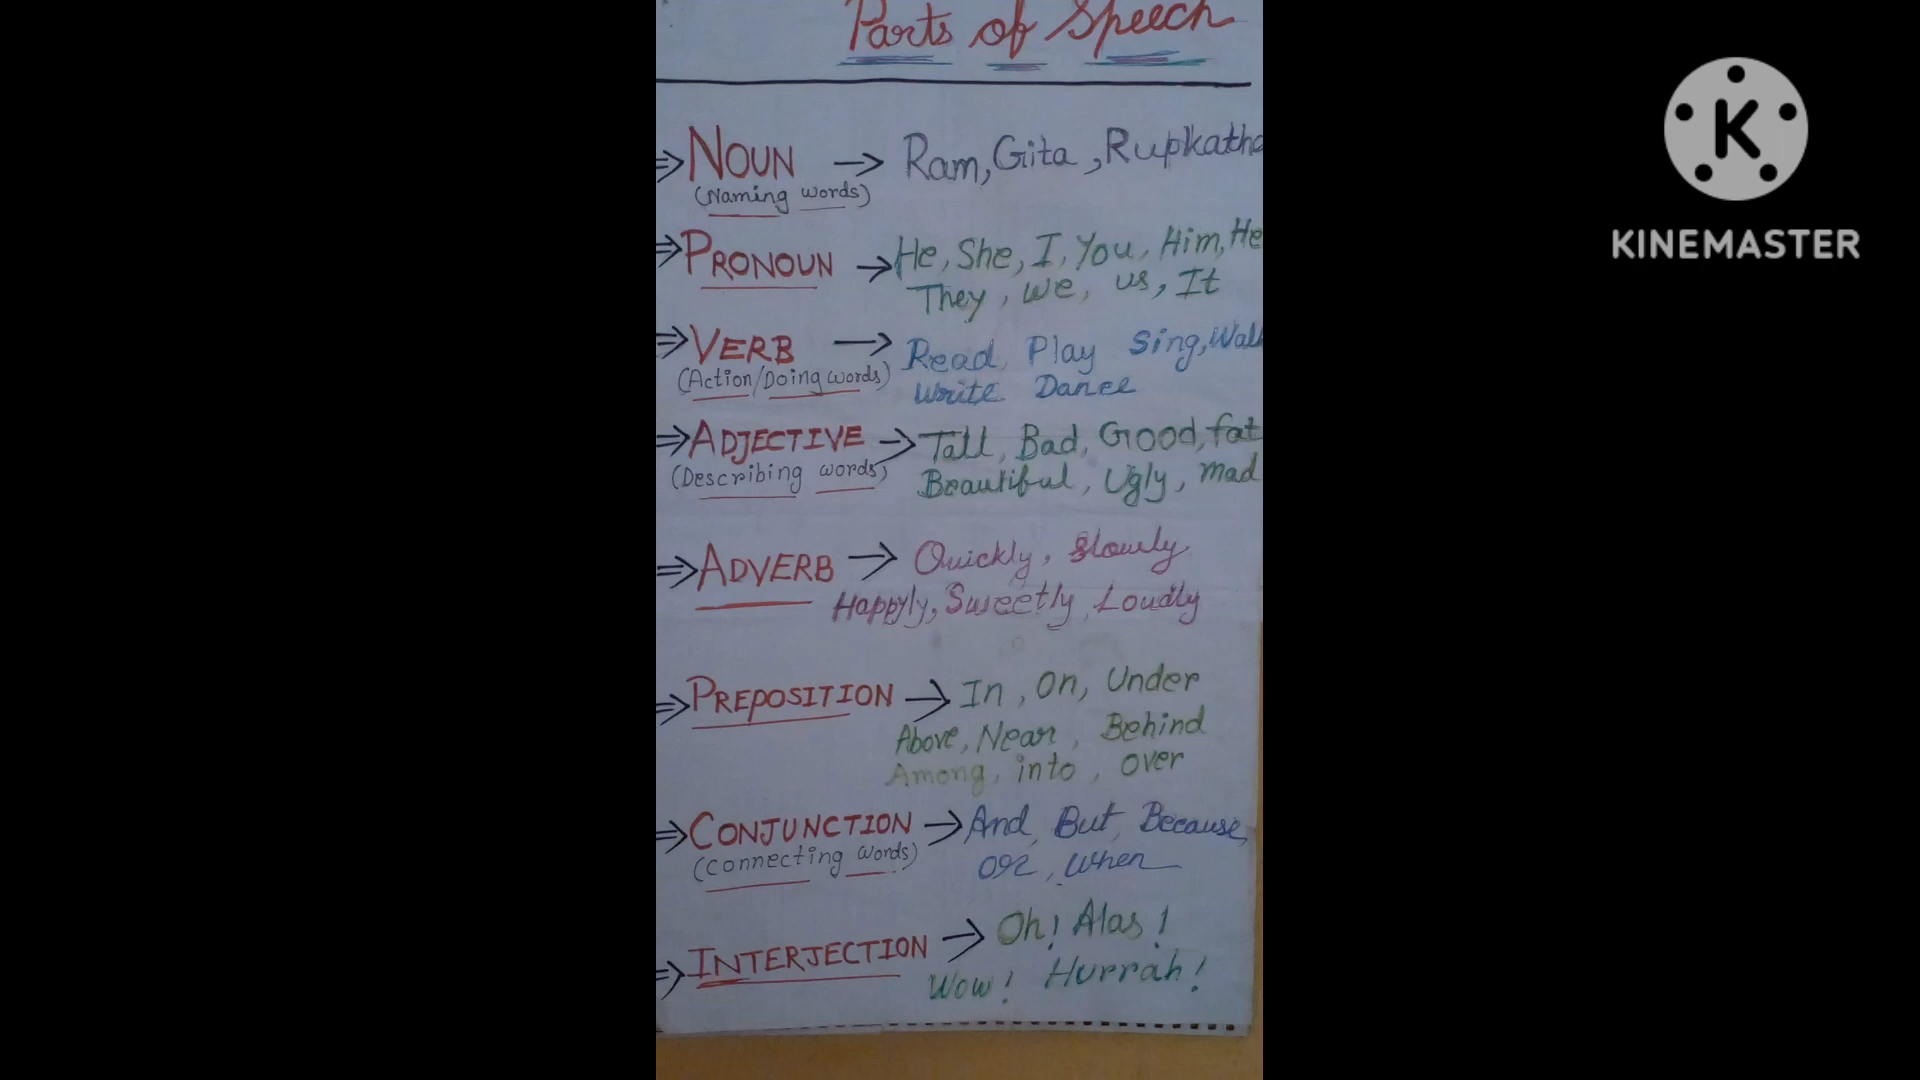 Parts of Speech
⇒ NOUN → Ram, Gita, Rupkatha
(Naming words)
⇒ PRONOUN → He, She, I, You, Him, He
They, we, us, It
⇒ VERB → Read, Play Sing, Walk
(Action/Doing words)
Write Dance
⇒ ADJECTIVE → Tall, Bad, Good, fat
(Describing words)
Beautiful, Ugly, mad
⇒ ADVERB → Quickly, Slowly
Happyly, Sweetly, Loudly
⇒ PREPOSITION → In, On, Under
Above, Near, Behind
Among, into, over
⇒ CONJUNCTION → And, But, Because,
(Connecting words)
Or, when
⇒ INTERJECTION → Oh! Alas!
Wow! Hurrah!
KINEMASTER